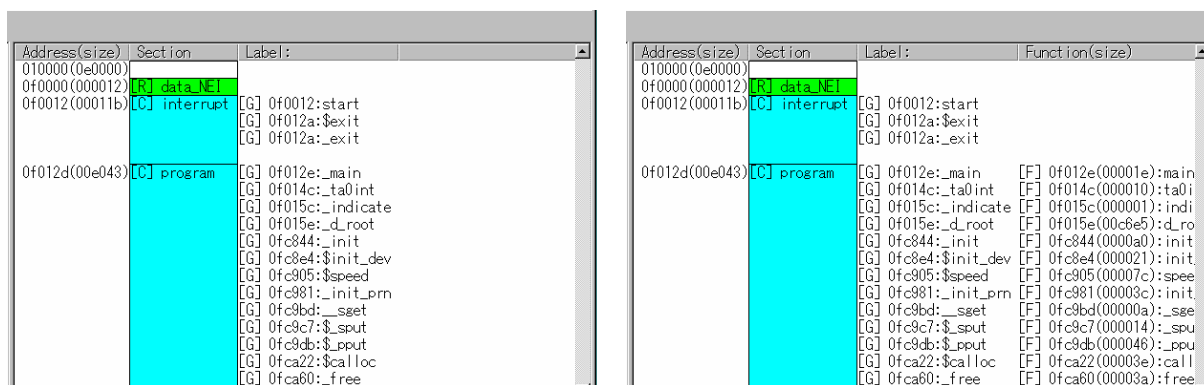 Address(size) Section Label:
010000(0e0000)
0f0000(000012)[R] data_NEI
0f0012(00011b)[C] interrupt [G] 0f0012:start
[G] 0f012a:$exit
[G] 0f012a:_exit
0f012d(00e043)[C] program [G] 0f012e:_main
[G] 0f014c:_ta0int
[G] 0f015c:_indicate
[G] 0f015e:_d_root
[G] 0fc844:_init
[G] 0fc8e4:$init_dev
[G] 0fc905:$speed
[G] 0fc981:_init_prn
[G] 0fc9bd:__sget
[G] 0fc9c7:$_sput
[G] 0fc9db:$_pput
[G] 0fca22:$calloc
[G] 0fca60:_free
Address(size) Section Label: Function(size)
010000(0e0000)
0f0000(000012)[R] data_NEI
0f0012(00011b)[C] interrupt [G] 0f0012:start
[G] 0f012a:$exit
[G] 0f012a:_exit
0f012d(00e043)[C] program [G] 0f012e:_main [F] 0f012e(00001e):main
[G] 0f014c:_ta0int [F] 0f014c(000010):ta0i
[G] 0f015c:_indicate [F] 0f015c(000001):indi
[G] 0f015e:_d_root [F] 0f015e(00c6e5):d_ro
[G] 0fc844:_init [F] 0fc844(0000a0):init
[G] 0fc8e4:$init_dev [F] 0fc8e4(000021):init_
[G] 0fc905:$speed [F] 0fc905(00007c):spee
[G] 0fc981:_init_prn [F] 0fc981(00003c):init_
[G] 0fc9bd:__sget [F] 0fc9bd(00000a):_sge
[G] 0fc9c7:$_sput [F] 0fc9c7(000014):_spu
[G] 0fc9db:$_pput [F] 0fc9db(000046):_ppu
[G] 0fca22:$calloc [F] 0fca22(00003e):call
[G] 0fca60:_free [F] 0fca60(00003a):free